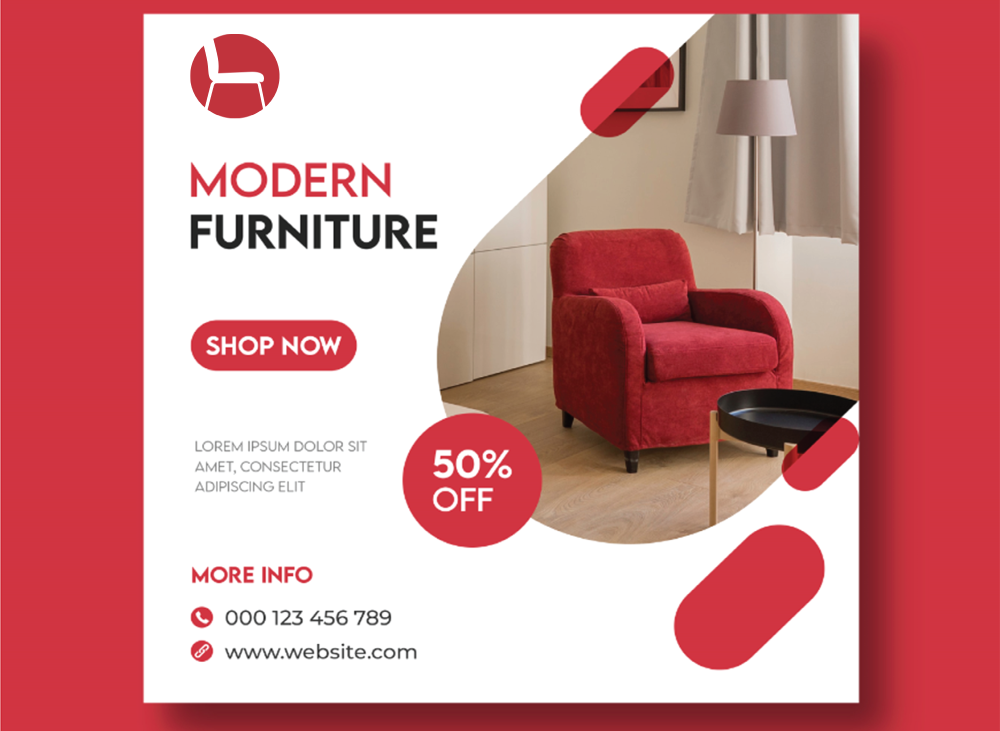 MODERN
FURNITURE
SHOP NOW
LOREM IPSUM DOLOR SIT
AMET, CONSECTETUR
ADIPISCING ELIT
50%
OFF
MORE INFO
000 123 456 789
www.website.com